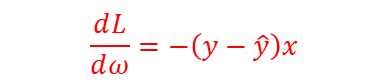 dL/dω = −(y − ŷ)x